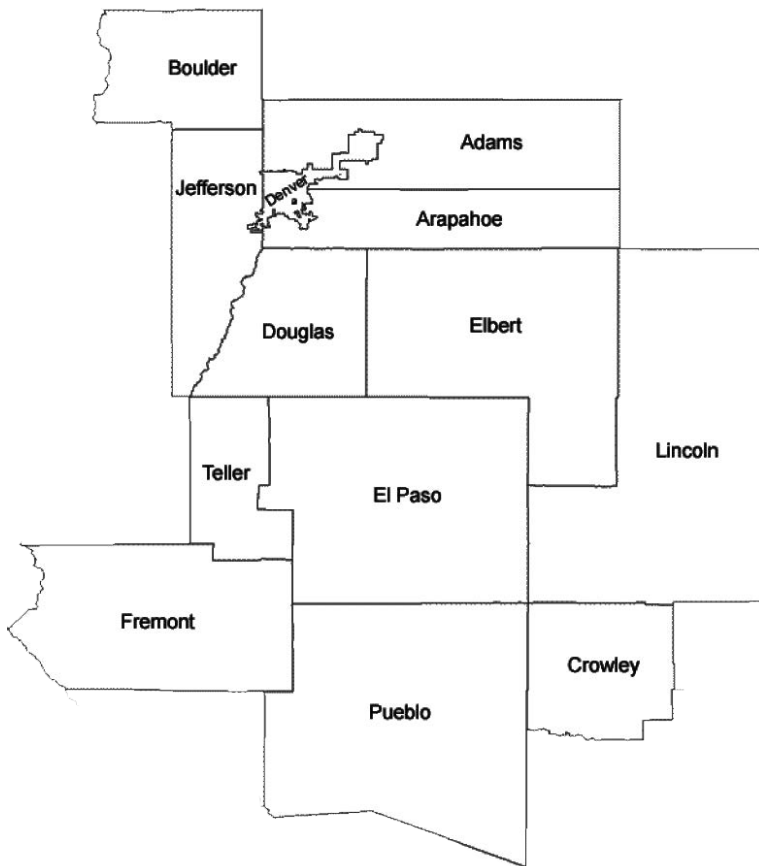 Boulder
Adams
Jefferson
Denver
Arapahoe
Douglas
Elbert
Lincoln
Teller
El Paso
Fremont
Crowley
Pueblo